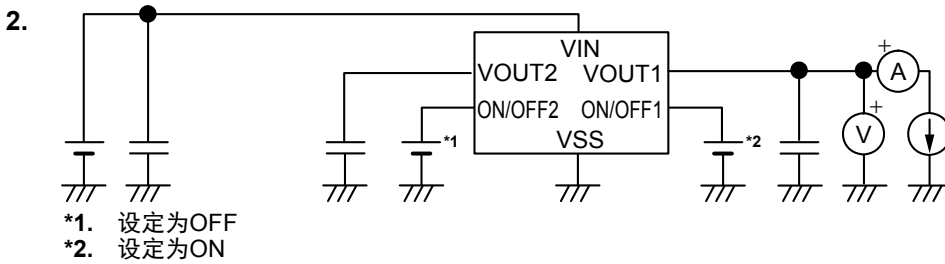 2.
VIN
VOUT2 VOUT1
ON/OFF2 ON/OFF1
VSS
*1
*2
+
A
+
V
*1. 设定为OFF
*2. 设定为ON